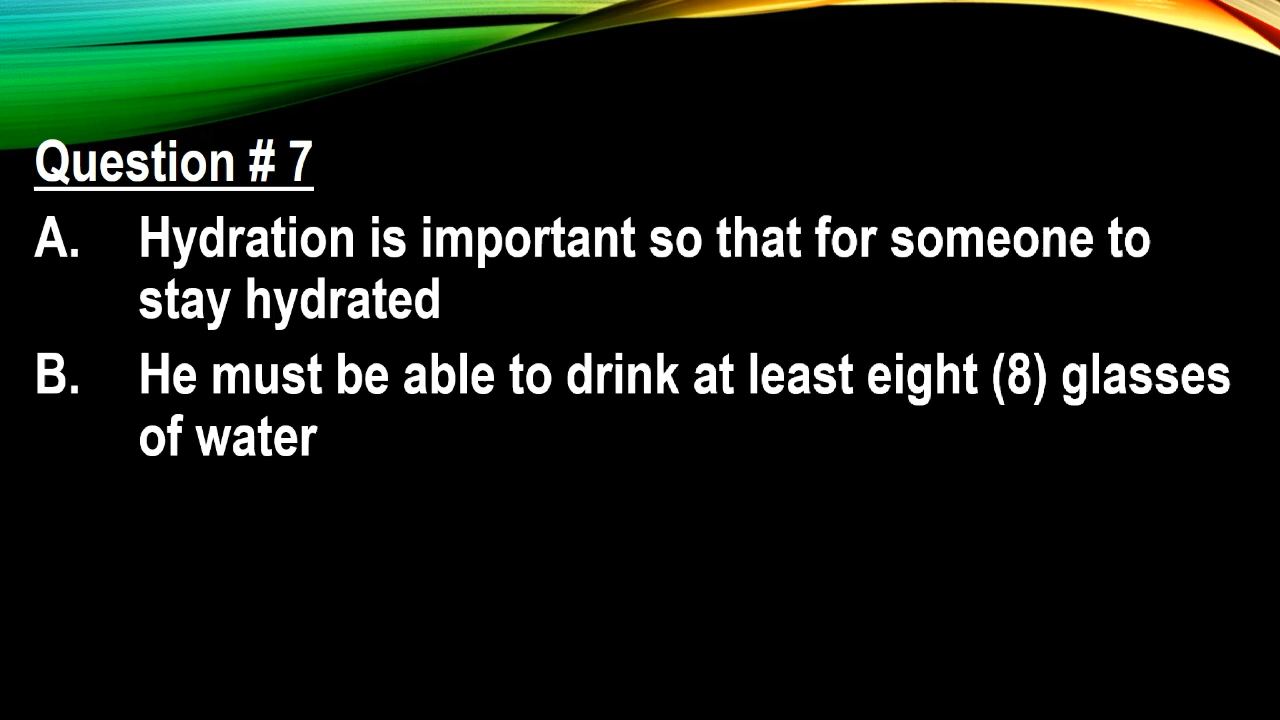 Question # 7
A. Hydration is important so that for someone to
stay hydrated
B. He must be able to drink at least eight (8) glasses
of water